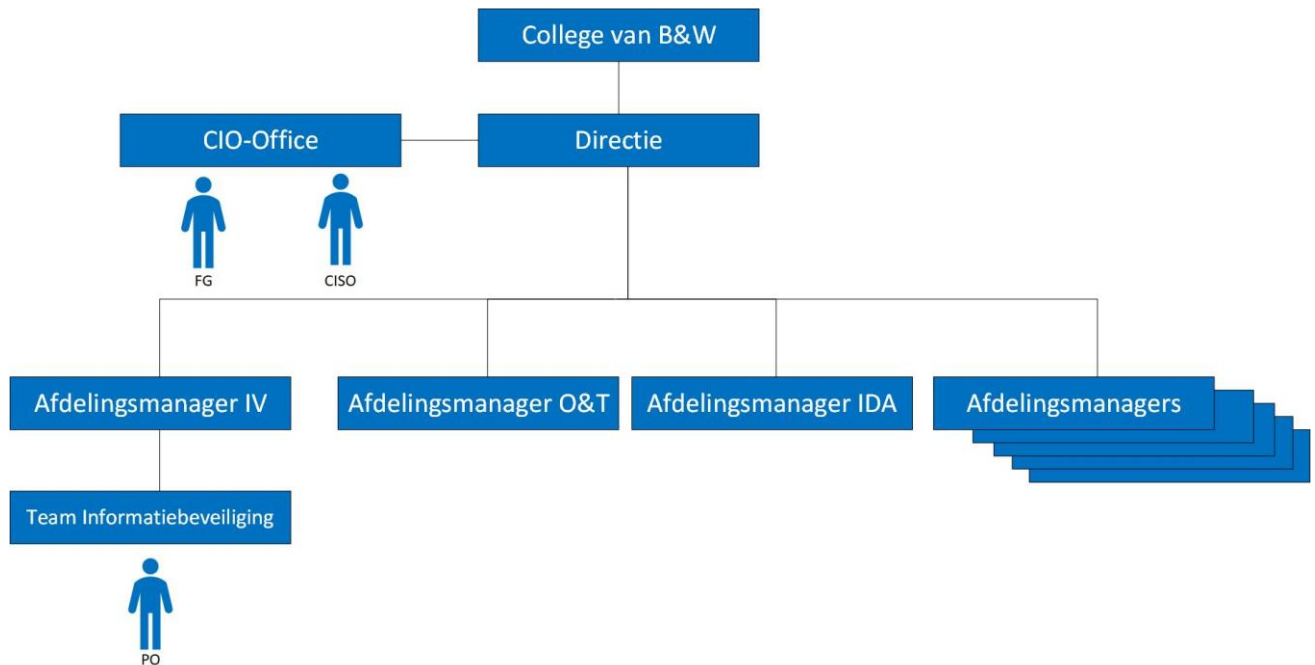 College van B&W
CIO-Office
Directie
FG
CISO
Afdelingsmanager IV
Afdelingsmanager O&T
Afdelingsmanager IDA
Afdelingsmanagers
Team Informatiebeveiliging
PO